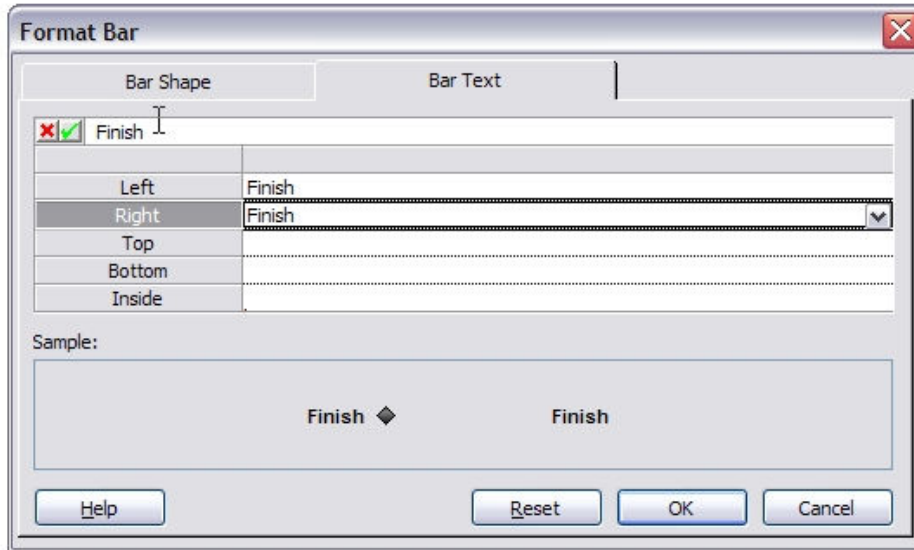 Format Bar
Bar Shape Bar Text
Finish
Left Finish
Right Finish
Top
Bottom
Inside
Sample:
Finish Finish
Help Reset OK Cancel